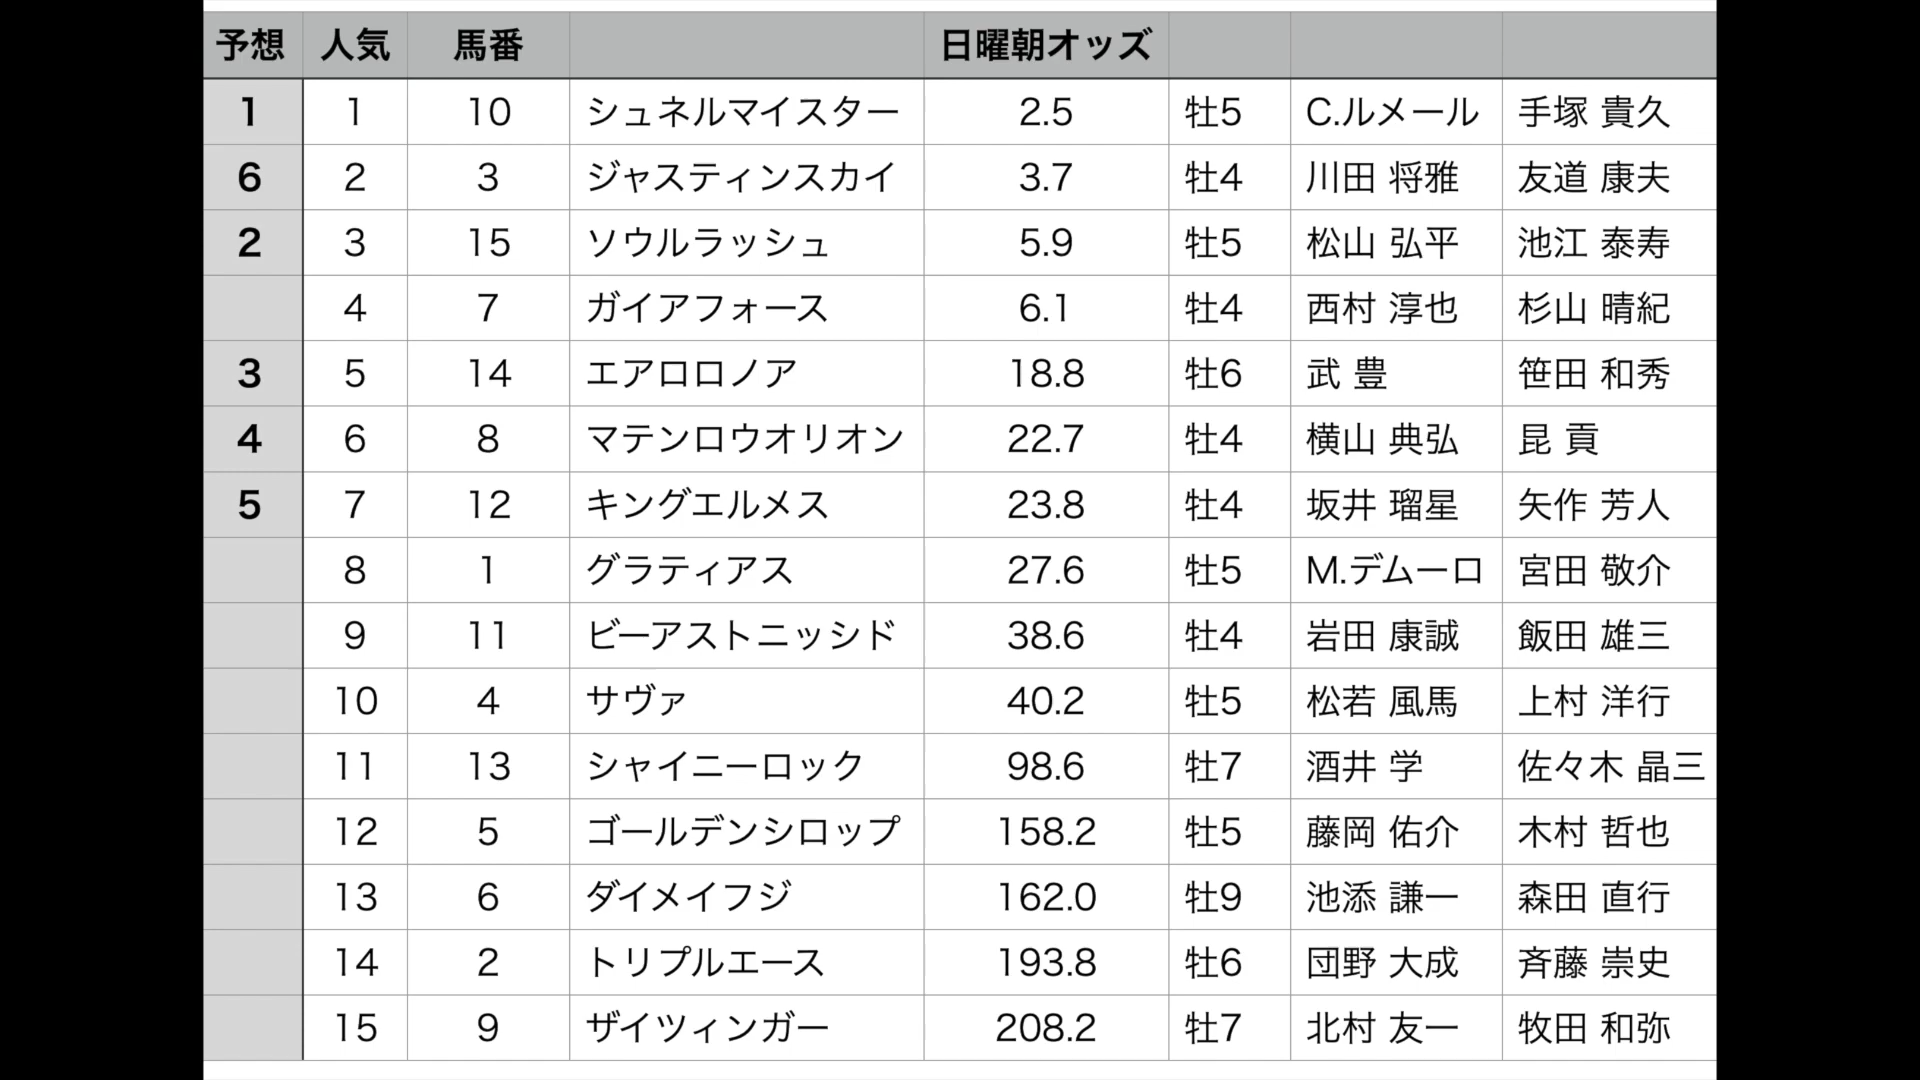 予想 人気 馬番 日曜朝オッズ
1 1 10 シュネルマイスター 2.5 牡5 C.ルメール 手塚 貴久
6 2 3 ジャスティンスカイ 3.7 牡4 川田 将雅 友道 康夫
2 3 15 ソウルラッシュ 5.9 牡5 松山 弘平 池江 泰寿
4 7 ガイアフォース 6.1 牡4 西村 淳也 杉山 晴紀
3 5 14 エアロロノア 18.8 牡6 武 豊 笹田 和秀
4 6 8 マテンロウオリオン 22.7 牡4 横山 典弘 昆 貢
5 7 12 キングエルメス 23.8 牡4 坂井 瑠星 矢作 芳人
8 1 グラティアス 27.6 牡5 M.デムーロ 宮田 敬介
9 11 ビーアストニッシド 38.6 牡4 岩田 康誠 飯田 雄三
10 4 サヴァ 40.2 牡5 松若 風馬 上村 洋行
11 13 シャイニーロック 98.6 牡7 酒井 学 佐々木 晶三
12 5 ゴールデンシロップ 158.2 牡5 藤岡 佑介 木村 哲也
13 6 ダイメイフジ 162.0 牡9 池添 謙一 森田 直行
14 2 トリプルエース 193.8 牡6 団野 大成 斉藤 崇史
15 9 ザイツィンガー 208.2 牡7 北村 友一 牧田 和弥